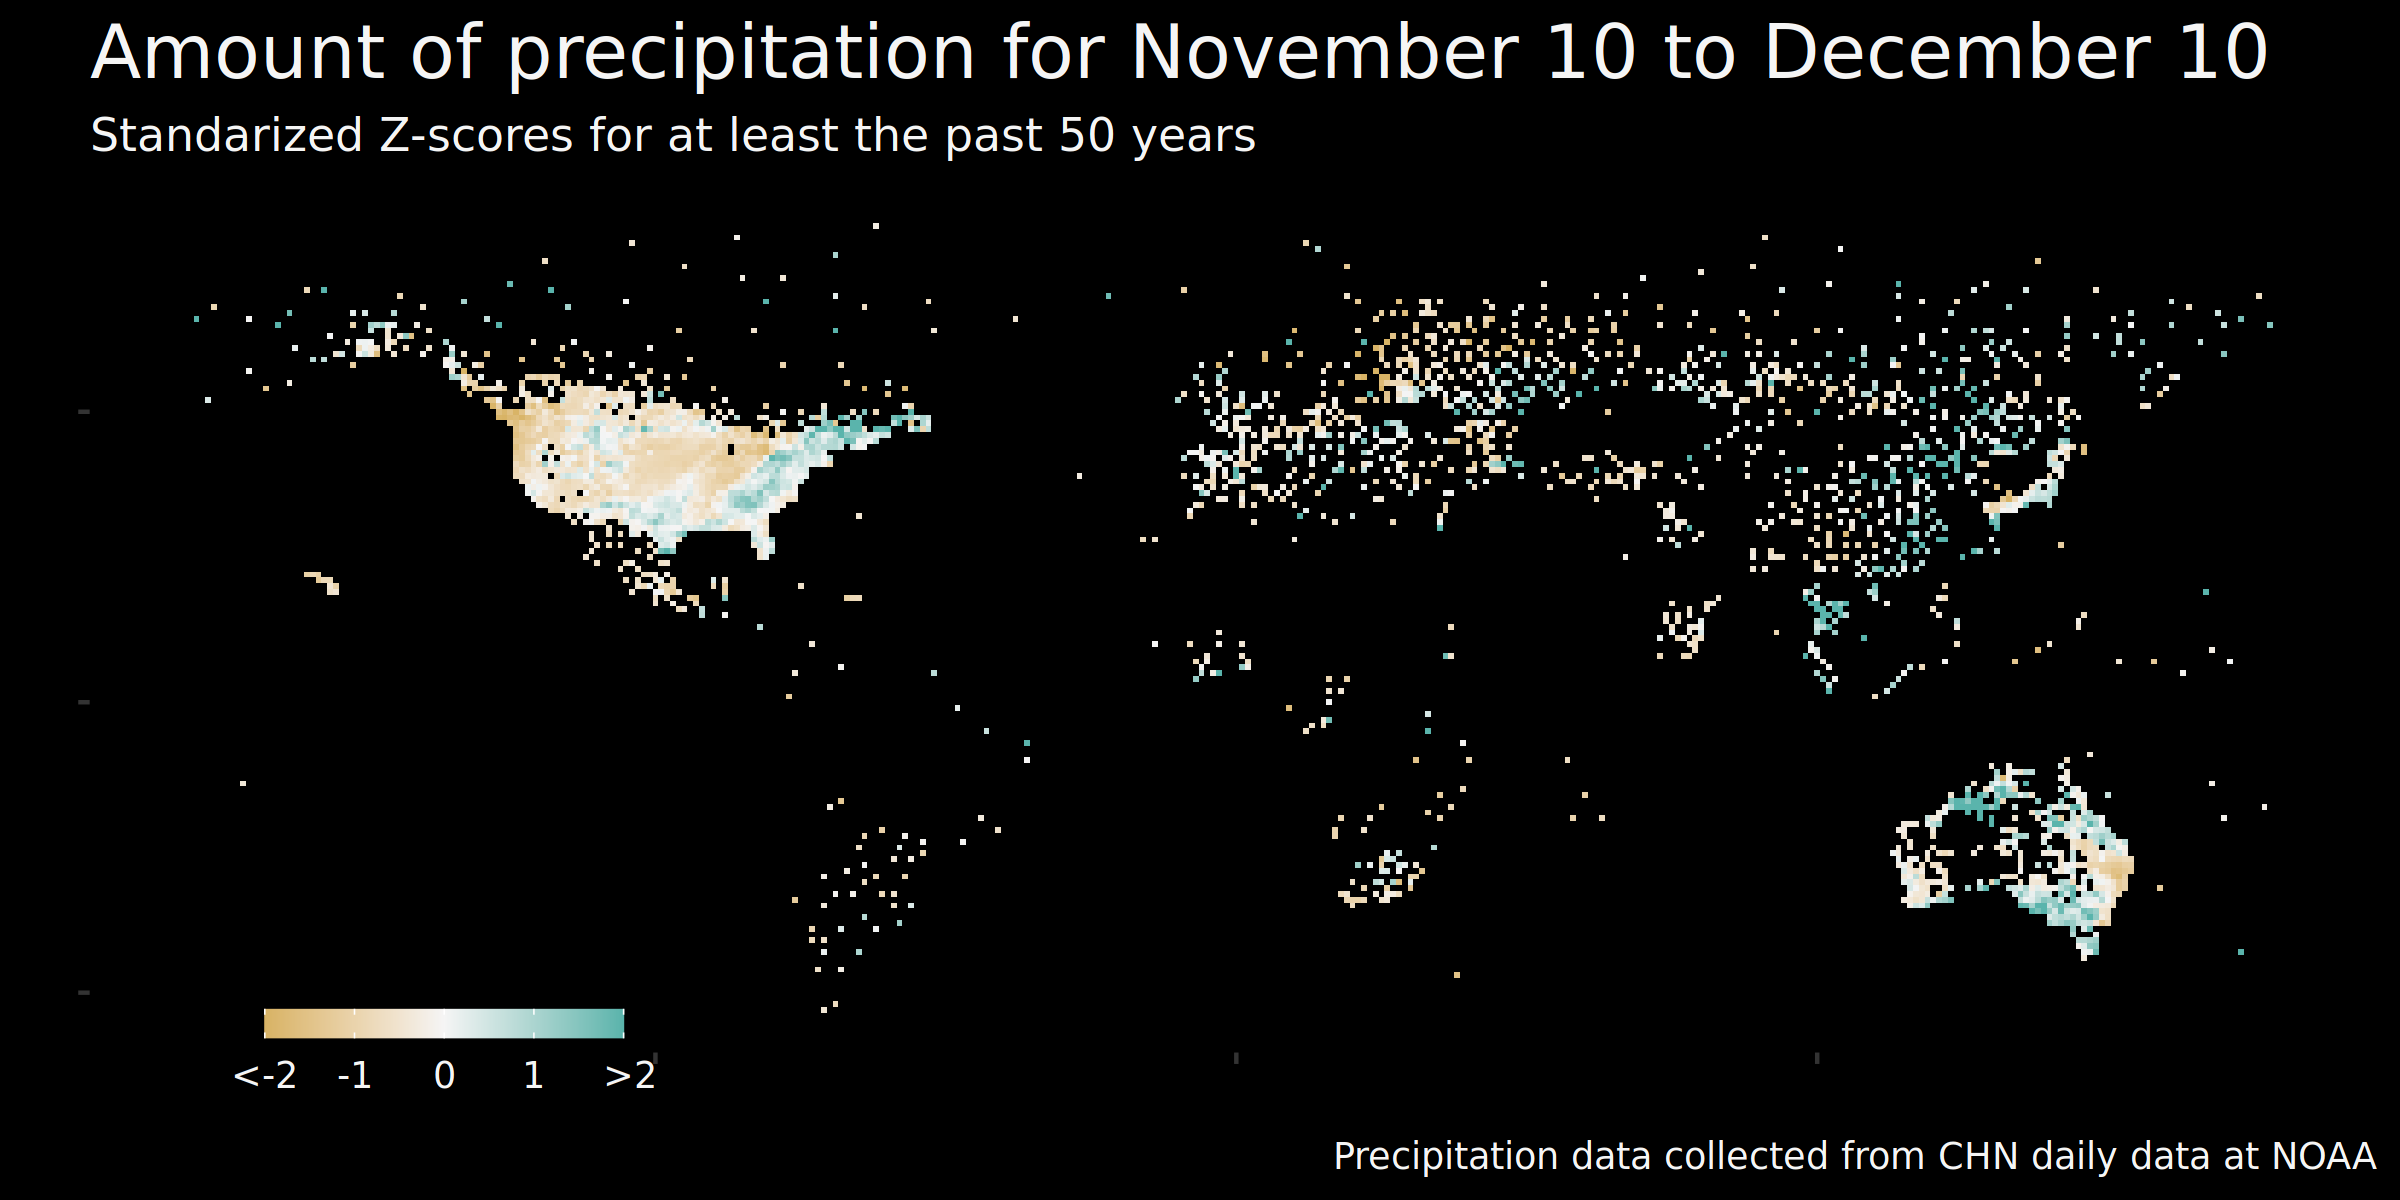 Amount of precipitation for November 10 to December 10
Standarized Z-scores for at least the past 50 years
<-2 -1 0 1 >2
Precipitation data collected from CHN daily data at NOAA